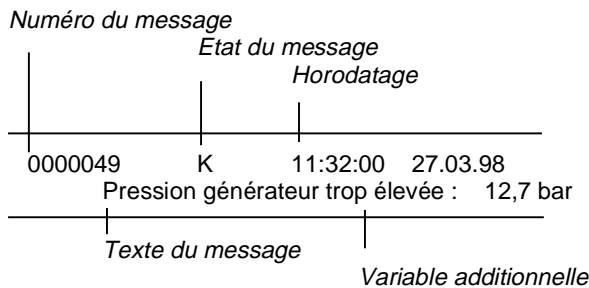 Numéro du message
Etat du message
Horodatage
0000049 K 11:32:00 27.03.98
Pression générateur trop élevée : 12,7 bar
Texte du message
Variable additionnelle